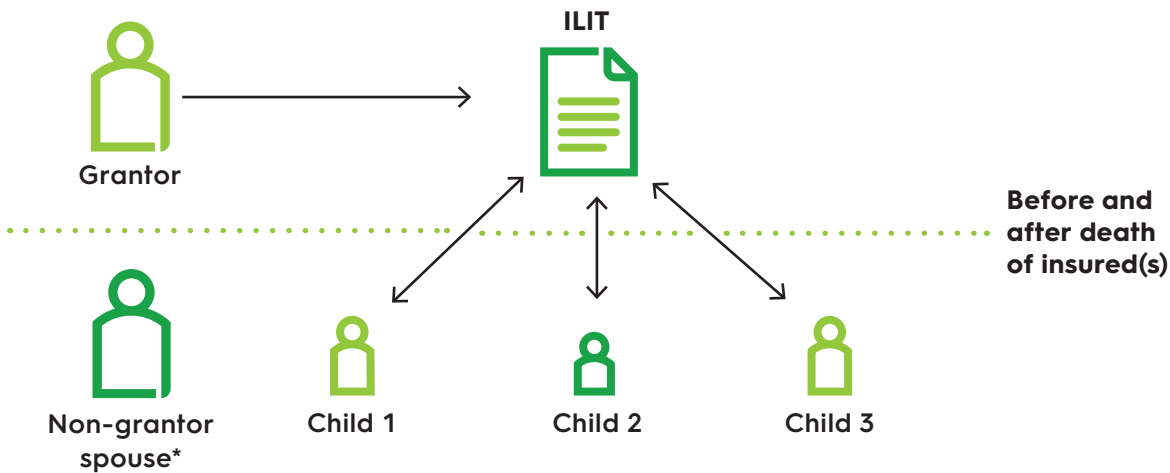 ILIT
Grantor
Before and
after death
of insured(s)
Non-grantor
spouse*
Child 1
Child 2
Child 3